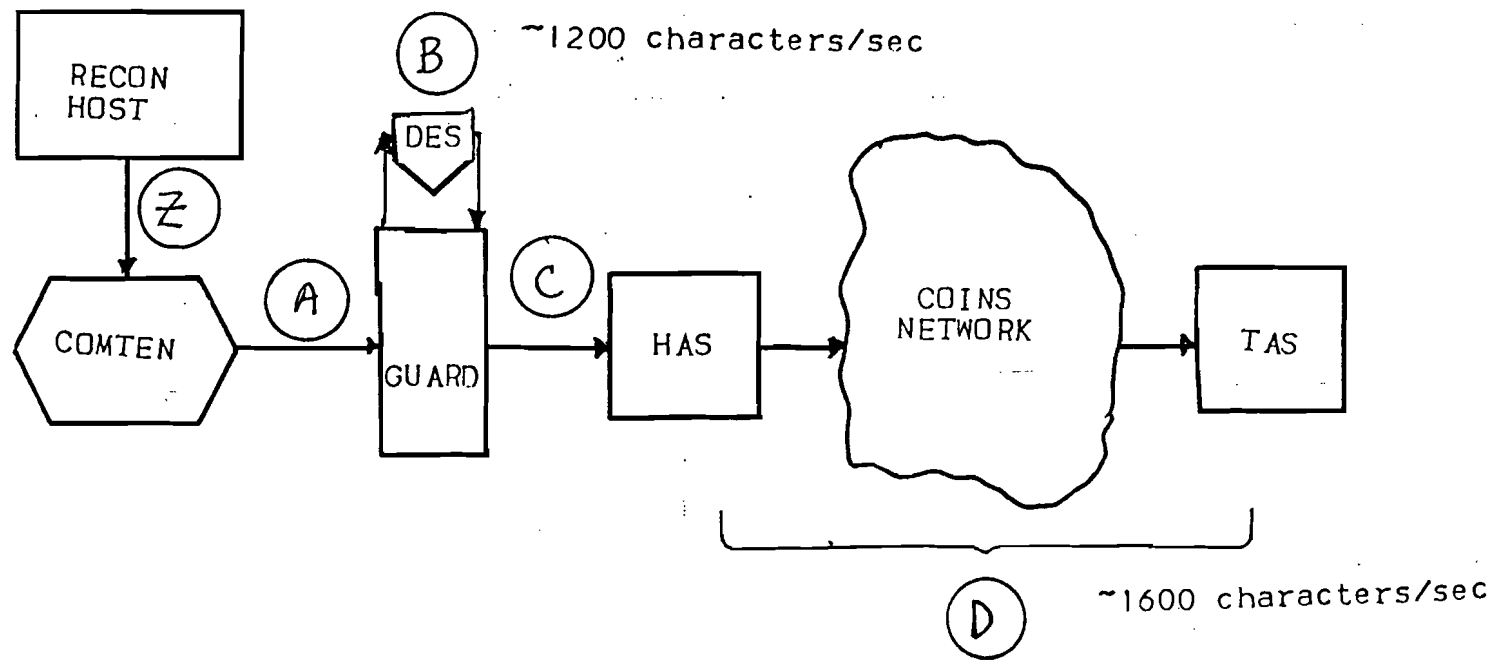 RECON
HOST
B
~1200 characters/sec
DES
Z
A
C
COMTEN
GUARD
HAS
COINS
NETWORK
TAS
D
~1600 characters/sec